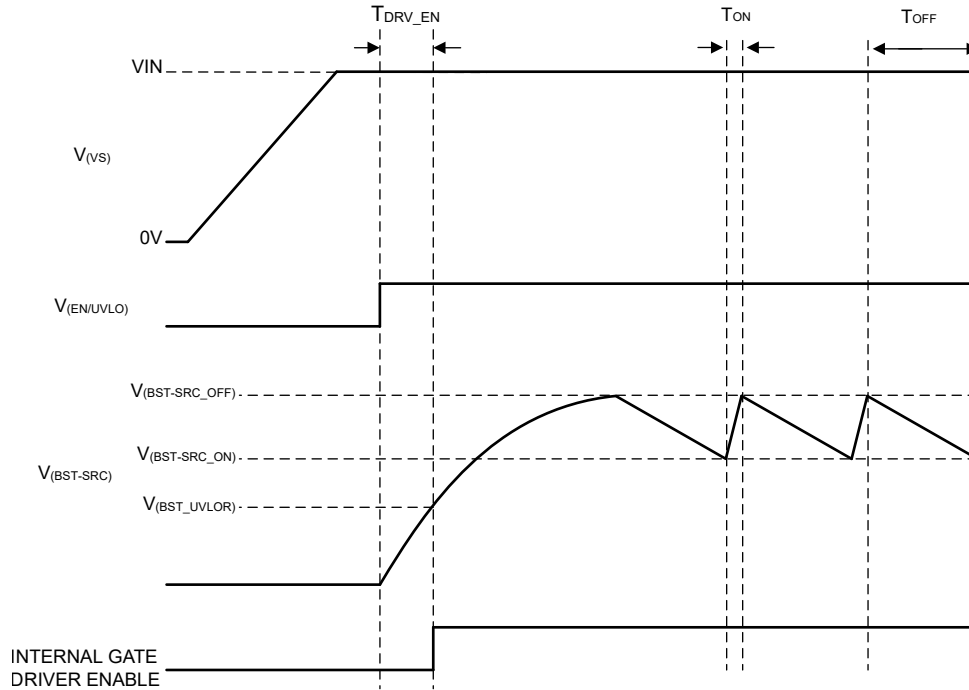 TDRV_EN
TON
TOFF
VIN
V(VS)
0V
V(EN/UVLO)
V(BST-SRC_OFF)
V(BST-SRC_ON)
V(BST-SRC)
V(BST_UVLOR)
INTERNAL GATE
DRIVER ENABLE